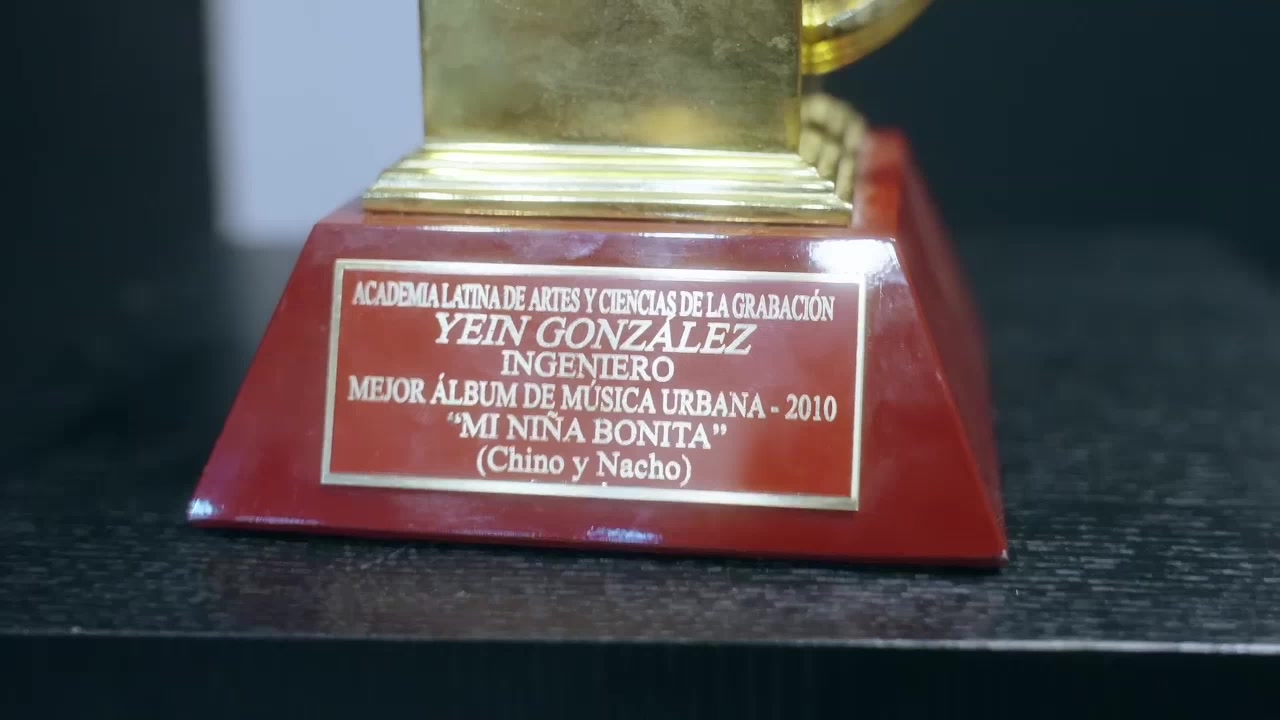 ACADEMIA LATINA DE ARTES Y CIENCIAS DE LA GRABACIÓN
YEIN GONZÁLEZ
INGENIERO
MEJOR ÁLBUM DE MÚSICA URBANA - 2010
“MI NIÑA BONITA”
(Chino y Nacho)